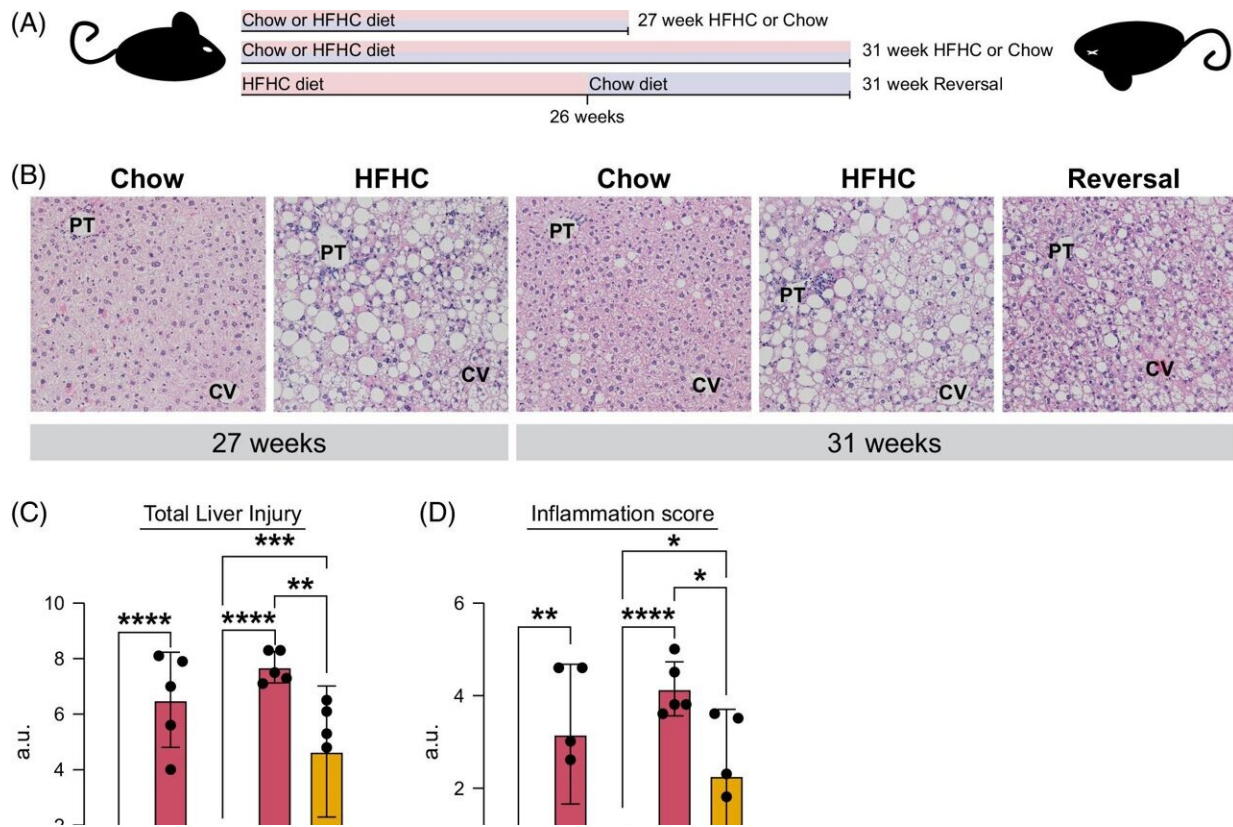 (A)
Chow or HFHC diet 27 week HFHC or Chow
Chow or HFHC diet 31 week HFHC or Chow
HFHC diet Chow diet 31 week Reversal
26 weeks
(B)
Chow HFHC Chow HFHC Reversal
PT PT PT PT PT
CV CV CV CV CV
27 weeks 31 weeks
(C) Total Liver Injury
***
**
**** ****
10
8
6
4
2
a.u.
(D) Inflammation score
*
*
** ****
6
4
2
a.u.